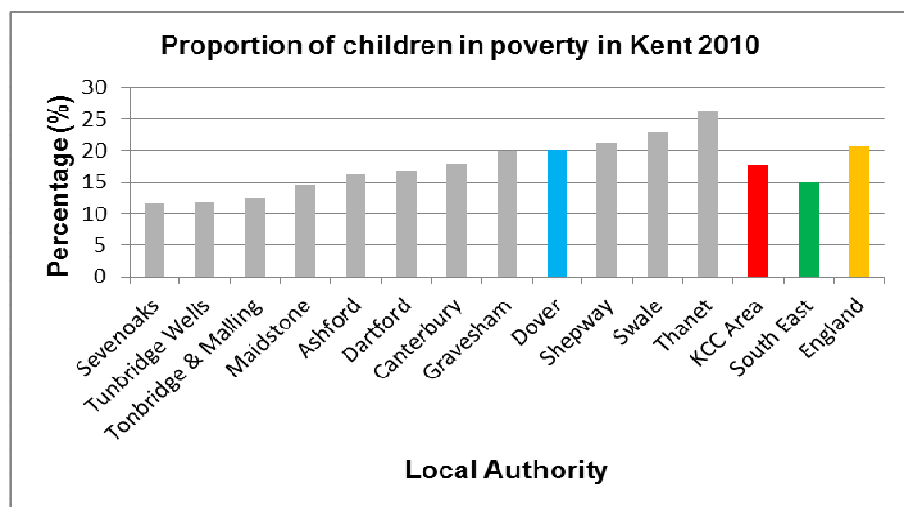 Proportion of children in poverty in Kent 2010
Percentage (%)
30
25
20
15
10
5
0
Sevenoaks
Tunbridge Wells
Tonbridge & Malling
Maidstone
Ashford
Dartford
Canterbury
Gravesham
Dover
Shepway
Swale
Thanet
KCC Area
South East
England
Local Authority